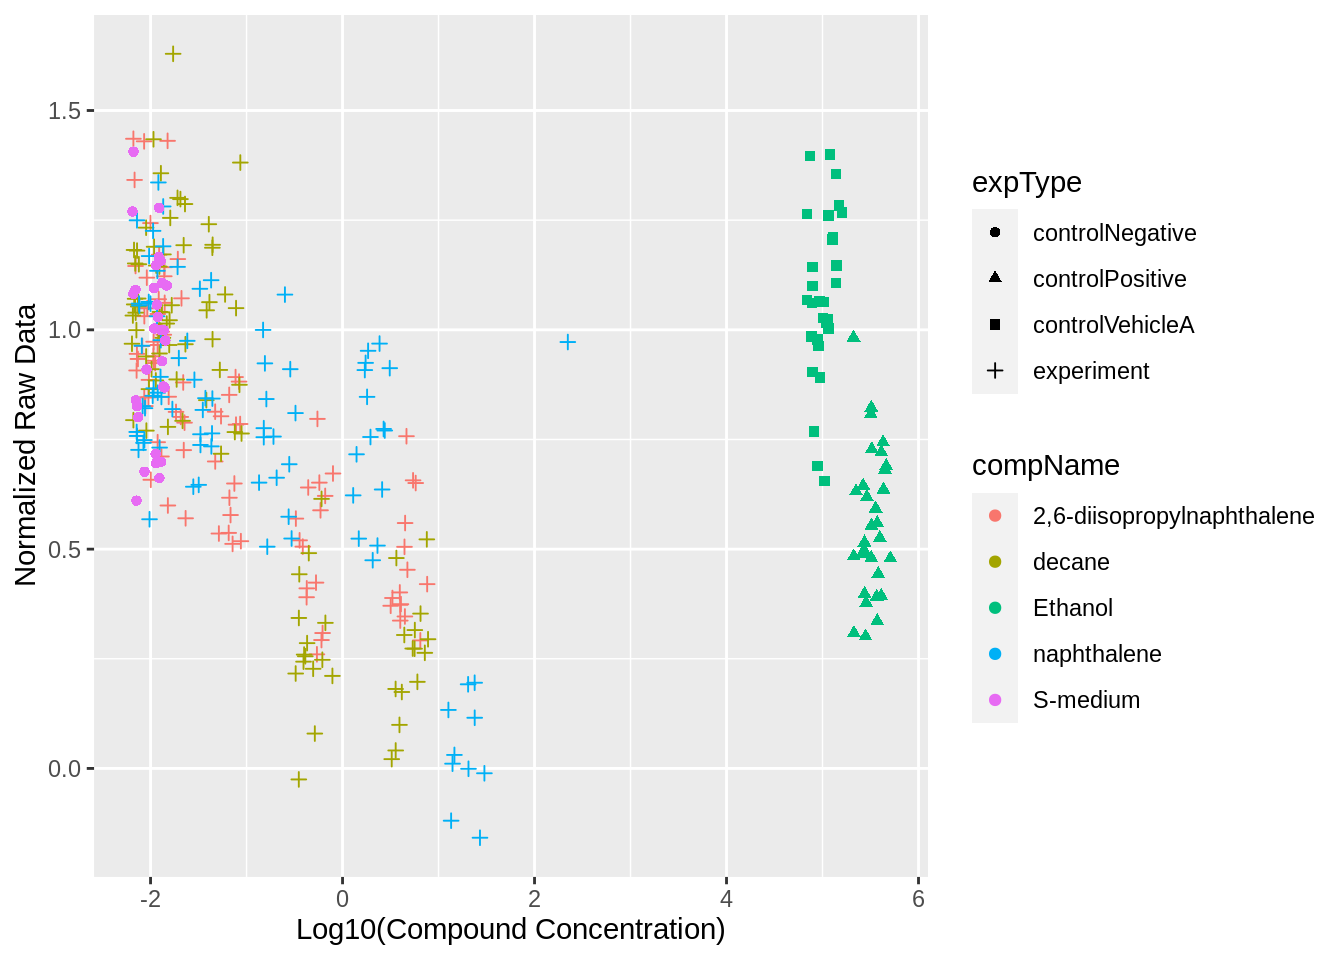 1.5
1.0
0.5
0.0
Normalized Raw Data
-2 0 2 4 6
Log10(Compound Concentration)
expType
controlNegative
controlPositive
controlVehicleA
experiment
compName
2,6-diisopropylnaphthalene
decane
Ethanol
naphthalene
S-medium